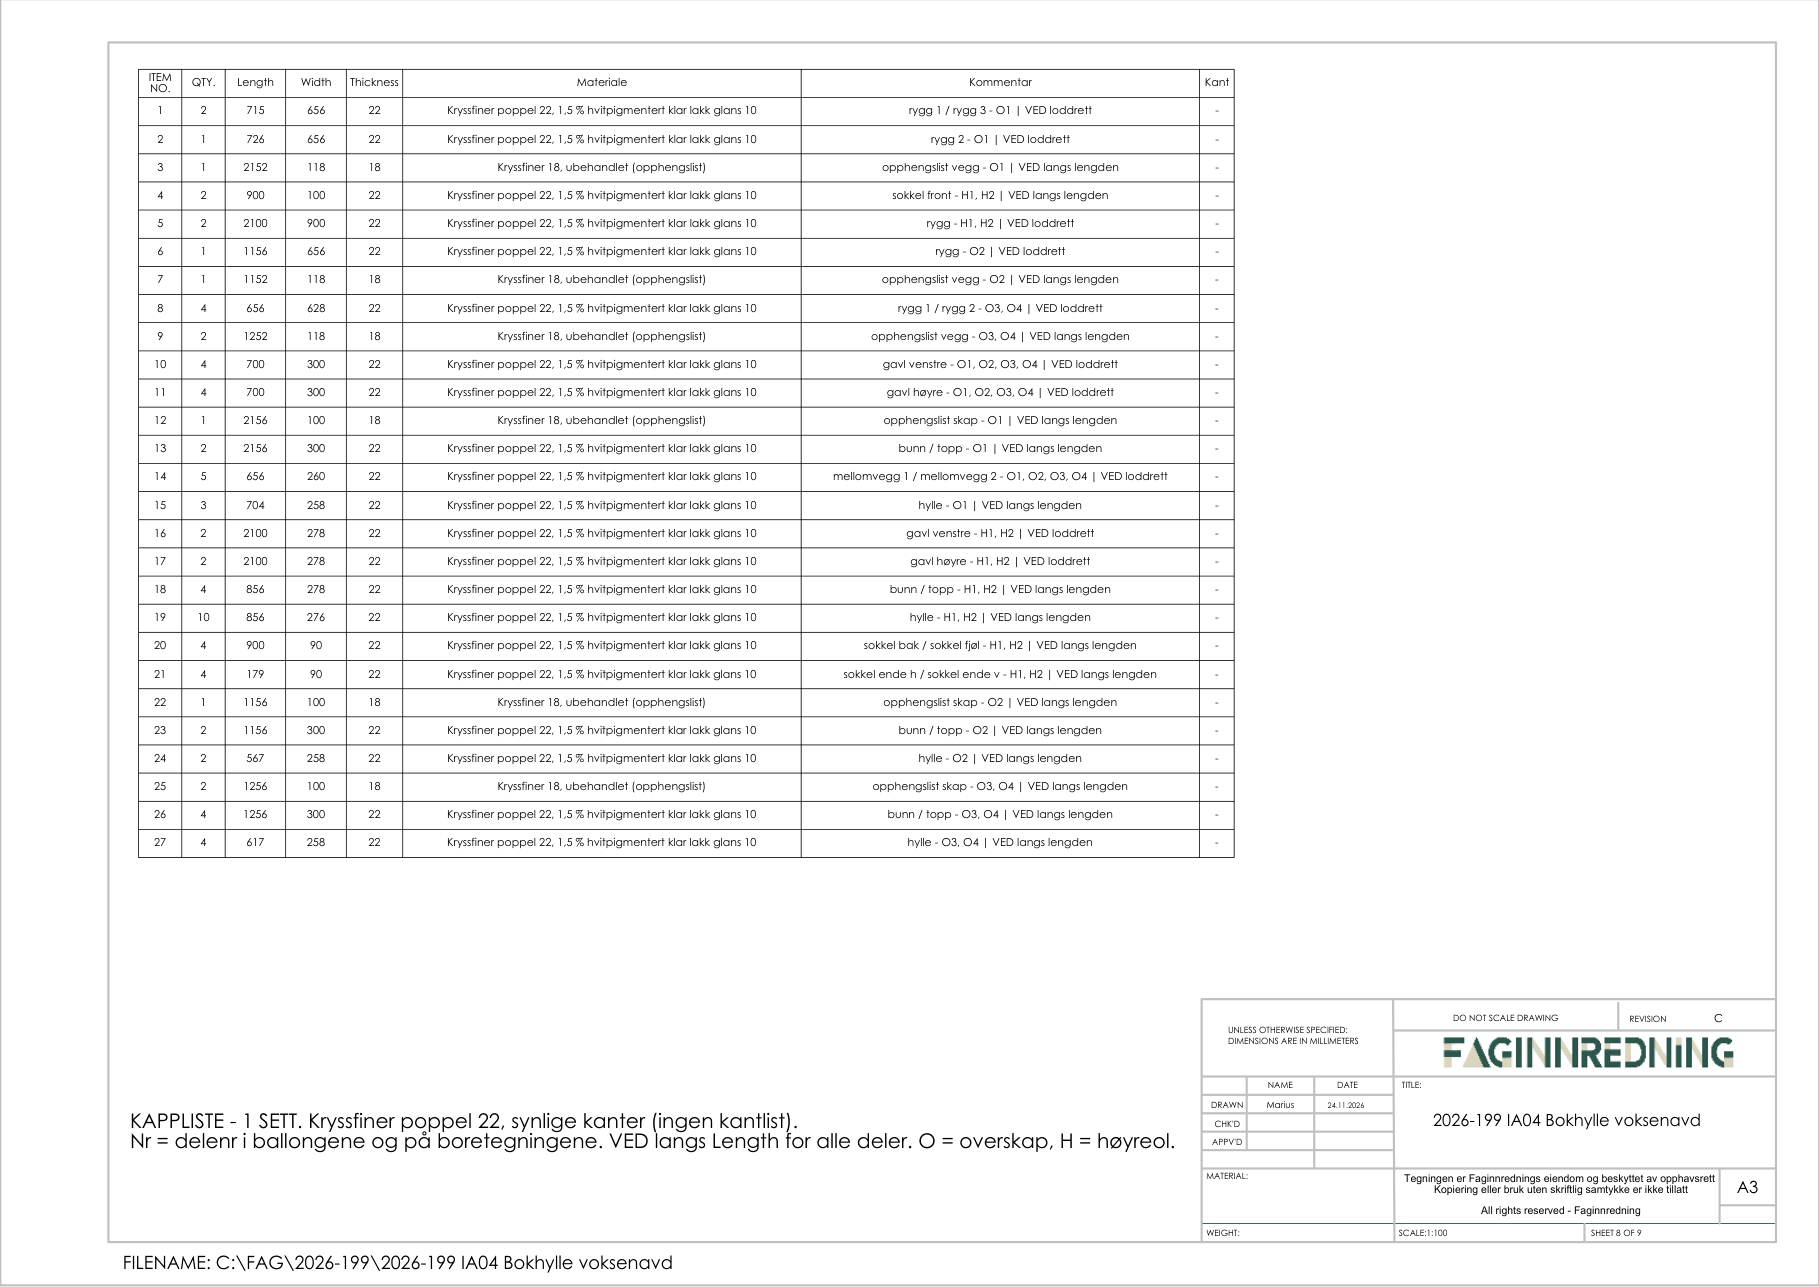 ITEM NO. QTY. Length Width Thickness Materiale Kommentar Kant
1 2 715 656 22 Kryssfiner poppel 22, 1,5 % hvitpigmentert klar lakk glans 10 rygg 1 / rygg 3 - O1 | VED loddrett -
2 1 726 656 22 Kryssfiner poppel 22, 1,5 % hvitpigmentert klar lakk glans 10 rygg 2 - O1 | VED loddrett -
3 1 2152 118 18 Kryssfiner 18, ubehandlet (opphengslist) opphengslist vegg - O1 | VED langs lengden -
4 2 900 100 22 Kryssfiner poppel 22, 1,5 % hvitpigmentert klar lakk glans 10 sokkel front - H1, H2 | VED langs lengden -
5 2 2100 900 22 Kryssfiner poppel 22, 1,5 % hvitpigmentert klar lakk glans 10 rygg - H1, H2 | VED loddrett -
6 1 1156 656 22 Kryssfiner poppel 22, 1,5 % hvitpigmentert klar lakk glans 10 rygg - O2 | VED loddrett -
7 1 1152 118 18 Kryssfiner 18, ubehandlet (opphengslist) opphengslist vegg - O2 | VED langs lengden -
8 4 656 628 22 Kryssfiner poppel 22, 1,5 % hvitpigmentert klar lakk glans 10 rygg 1 / rygg 2 - O3, O4 | VED loddrett -
9 2 1252 118 18 Kryssfiner 18, ubehandlet (opphengslist) opphengslist vegg - O3, O4 | VED langs lengden -
10 4 700 300 22 Kryssfiner poppel 22, 1,5 % hvitpigmentert klar lakk glans 10 gavl venstre - O1, O2, O3, O4 | VED loddrett -
11 4 700 300 22 Kryssfiner poppel 22, 1,5 % hvitpigmentert klar lakk glans 10 gavl høyre - O1, O2, O3, O4 | VED loddrett -
12 1 2156 100 18 Kryssfiner 18, ubehandlet (opphengslist) opphengslist skap - O1 | VED langs lengden -
13 2 2156 300 22 Kryssfiner poppel 22, 1,5 % hvitpigmentert klar lakk glans 10 bunn / topp - O1 | VED langs lengden -
14 5 656 260 22 Kryssfiner poppel 22, 1,5 % hvitpigmentert klar lakk glans 10 mellomvegg 1 / mellomvegg 2 - O1, O2, O3, O4 | VED loddrett -
15 3 704 258 22 Kryssfiner poppel 22, 1,5 % hvitpigmentert klar lakk glans 10 hylle - O1 | VED langs lengden -
16 2 2100 278 22 Kryssfiner poppel 22, 1,5 % hvitpigmentert klar lakk glans 10 gavl venstre - H1, H2 | VED loddrett -
17 2 2100 278 22 Kryssfiner poppel 22, 1,5 % hvitpigmentert klar lakk glans 10 gavl høyre - H1, H2 | VED loddrett -
18 4 856 278 22 Kryssfiner poppel 22, 1,5 % hvitpigmentert klar lakk glans 10 bunn / topp - H1, H2 | VED langs lengden -
19 10 856 276 22 Kryssfiner poppel 22, 1,5 % hvitpigmentert klar lakk glans 10 hylle - H1, H2 | VED langs lengden -
20 4 900 90 22 Kryssfiner poppel 22, 1,5 % hvitpigmentert klar lakk glans 10 sokkel bak / sokkel fjøl - H1, H2 | VED langs lengden -
21 4 179 90 22 Kryssfiner poppel 22, 1,5 % hvitpigmentert klar lakk glans 10 sokkel ende h / sokkel ende v - H1, H2 | VED langs lengden -
22 1 1156 100 18 Kryssfiner 18, ubehandlet (opphengslist) opphengslist skap - O2 | VED langs lengden -
23 2 1156 300 22 Kryssfiner poppel 22, 1,5 % hvitpigmentert klar lakk glans 10 bunn / topp - O2 | VED langs lengden -
24 2 567 258 22 Kryssfiner poppel 22, 1,5 % hvitpigmentert klar lakk glans 10 hylle - O2 | VED langs lengden -
25 2 1256 100 18 Kryssfiner 18, ubehandlet (opphengslist) opphengslist skap - O3, O4 | VED langs lengden -
26 4 1256 300 22 Kryssfiner poppel 22, 1,5 % hvitpigmentert klar lakk glans 10 bunn / topp - O3, O4 | VED langs lengden -
27 4 617 258 22 Kryssfiner poppel 22, 1,5 % hvitpigmentert klar lakk glans 10 hylle - O3, O4 | VED langs lengden -
KAPPLISTE - 1 SETT. Kryssfiner poppel 22, synlige kanter (ingen kantlist).
Nr = delenr i ballongene og på boretegningene. VED langs Length for alle deler. O = overskap, H = høyreol.
UNLESS OTHERWISE SPECIFIED:
DIMENSIONS ARE IN MILLIMETERS
DO NOT SCALE DRAWING
REVISION C
FAGINNREDNING
NAME DATE
DRAWN Marius 24.11.2026
CHK'D
APPV'D
TITLE:
2026-199 IA04 Bokhylle voksenavd
MATERIAL:
Tegningen er Faginnrednings eiendom og beskyttet av opphavsrett
Kopiering eller bruk uten skriftlig samtykke er ikke tillatt
All rights reserved - Faginnredning
A3
WEIGHT:
SCALE:1:100
SHEET 8 OF 9
FILENAME: C:\FAG\2026-199\2026-199 IA04 Bokhylle voksenavd